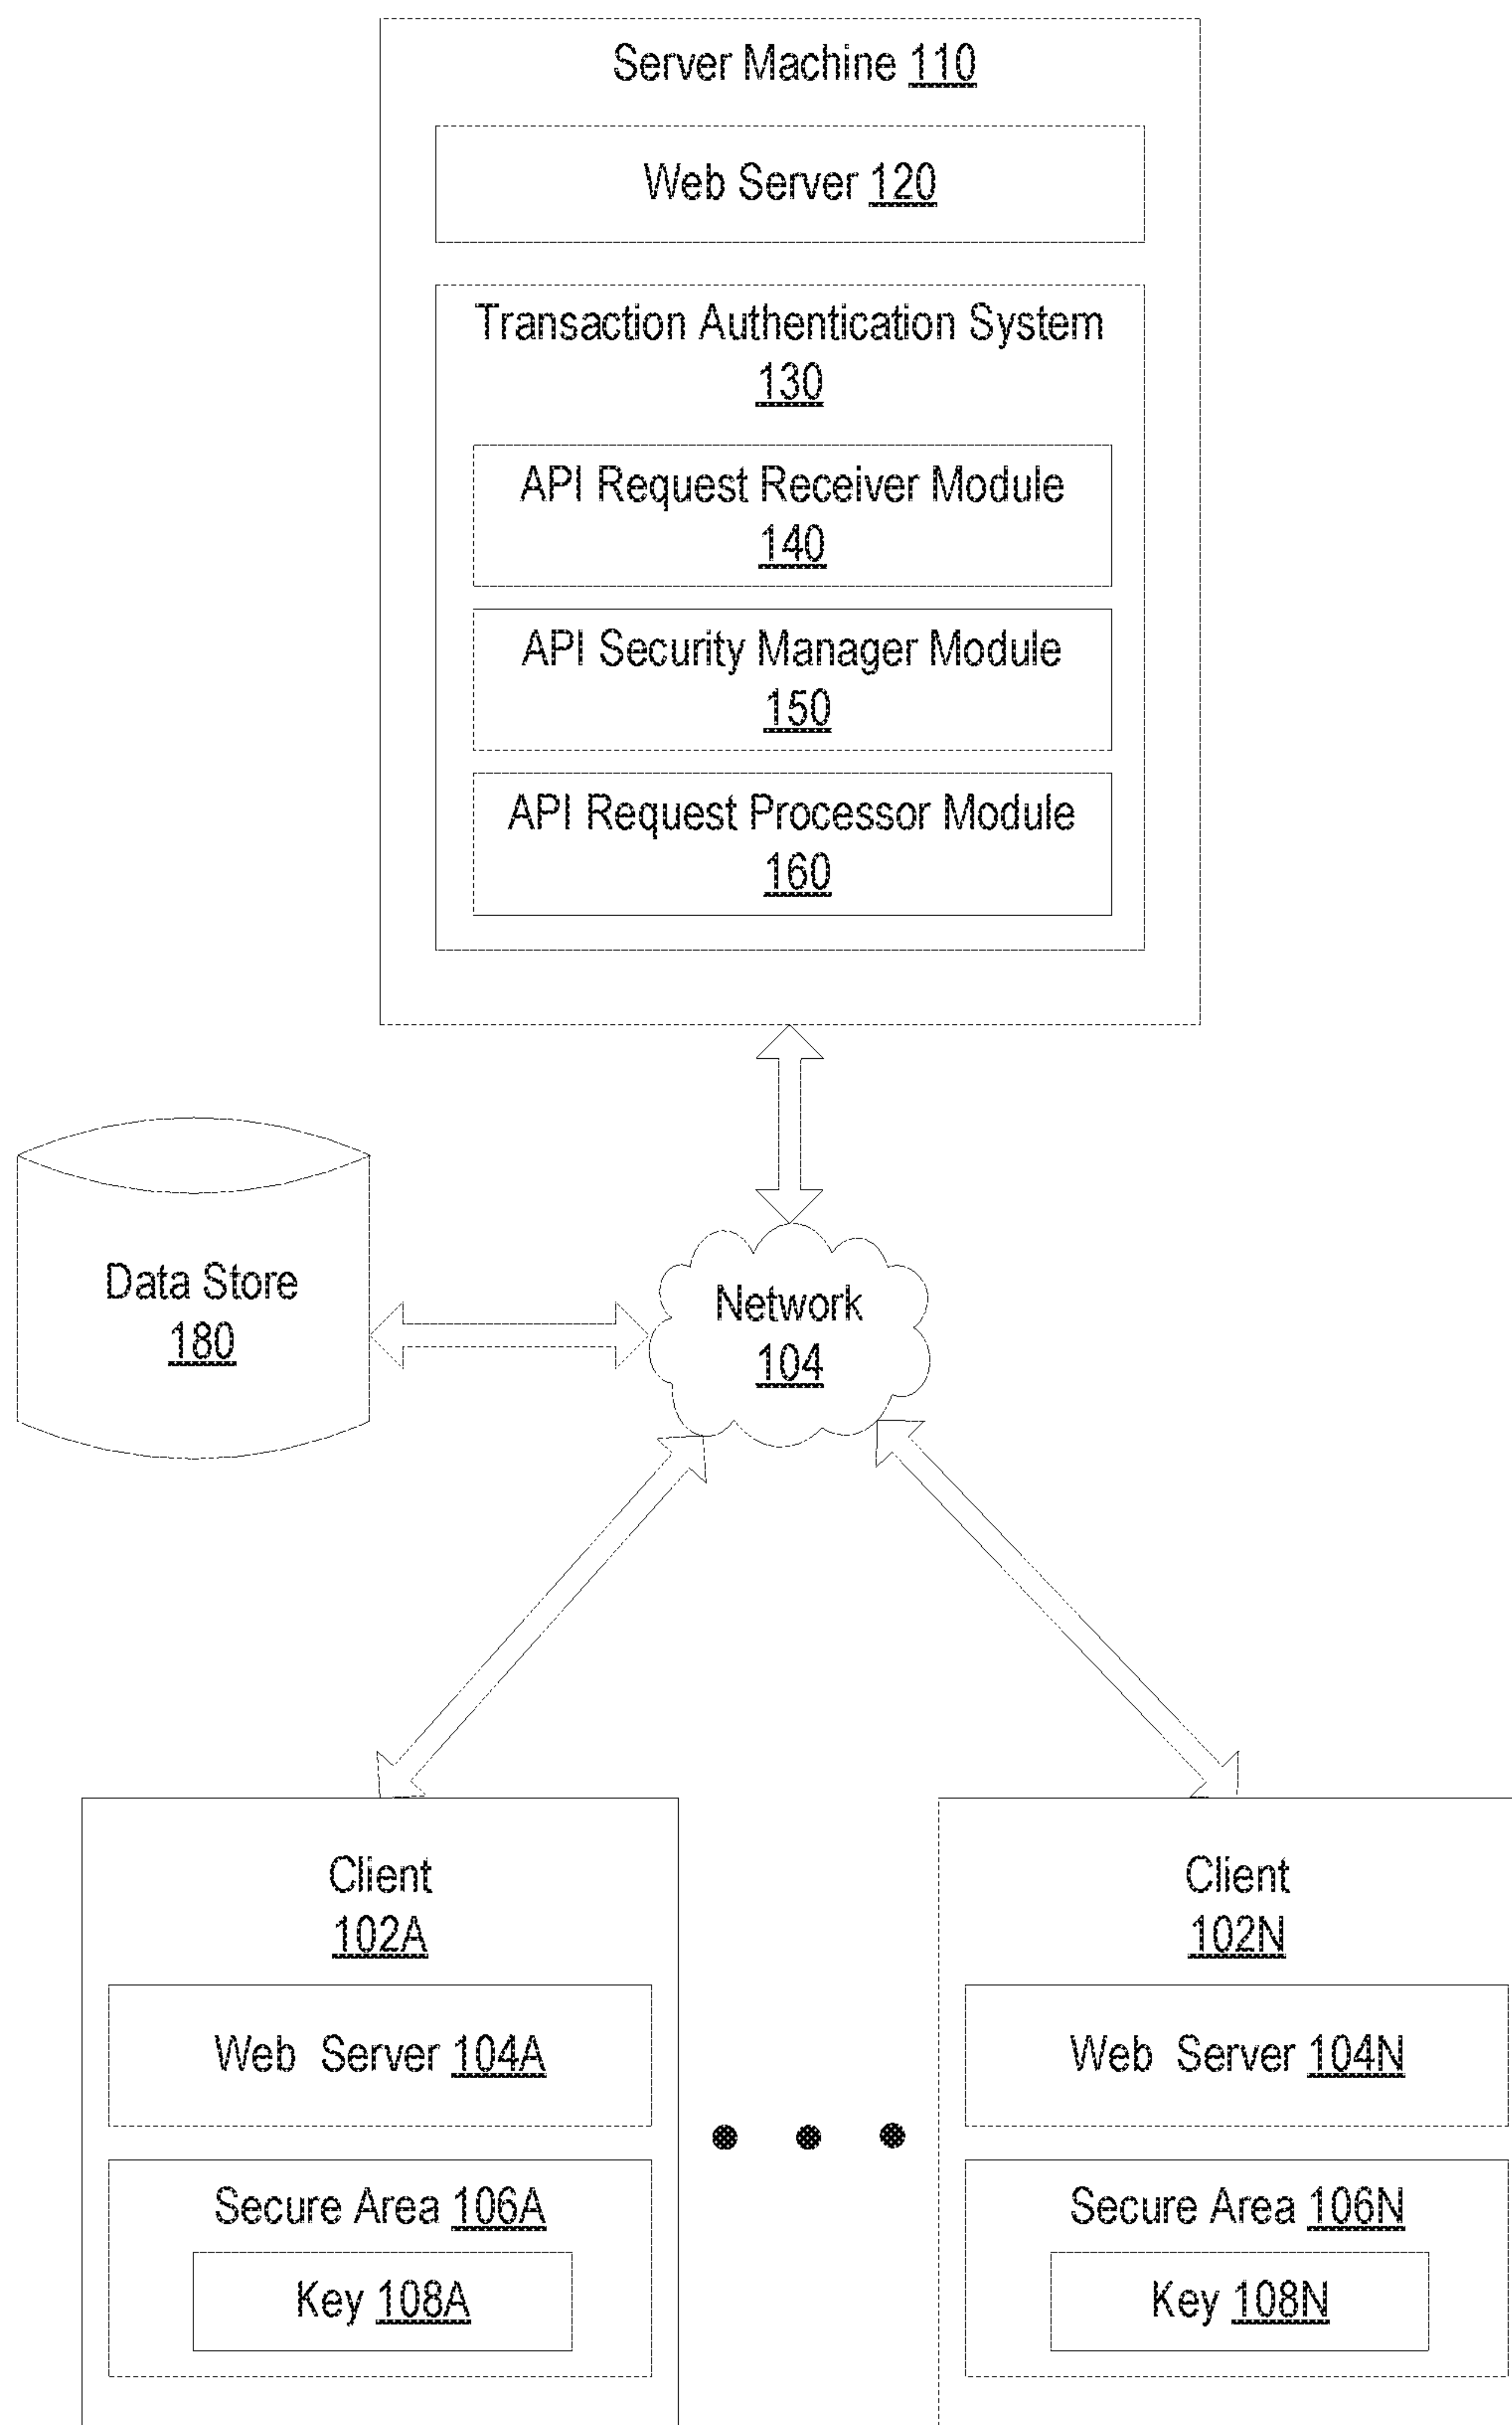 Server Machine 110
Web Server 120
Transaction Authentication System
130
API Request Receiver Module
140
API Security Manager Module
150
API Request Processor Module
160
Data Store
180
Network
104
Client
102A
Web Server 104A
Secure Area 106A
Key 108A
Client
102N
Web Server 104N
Secure Area 106N
Key 108N